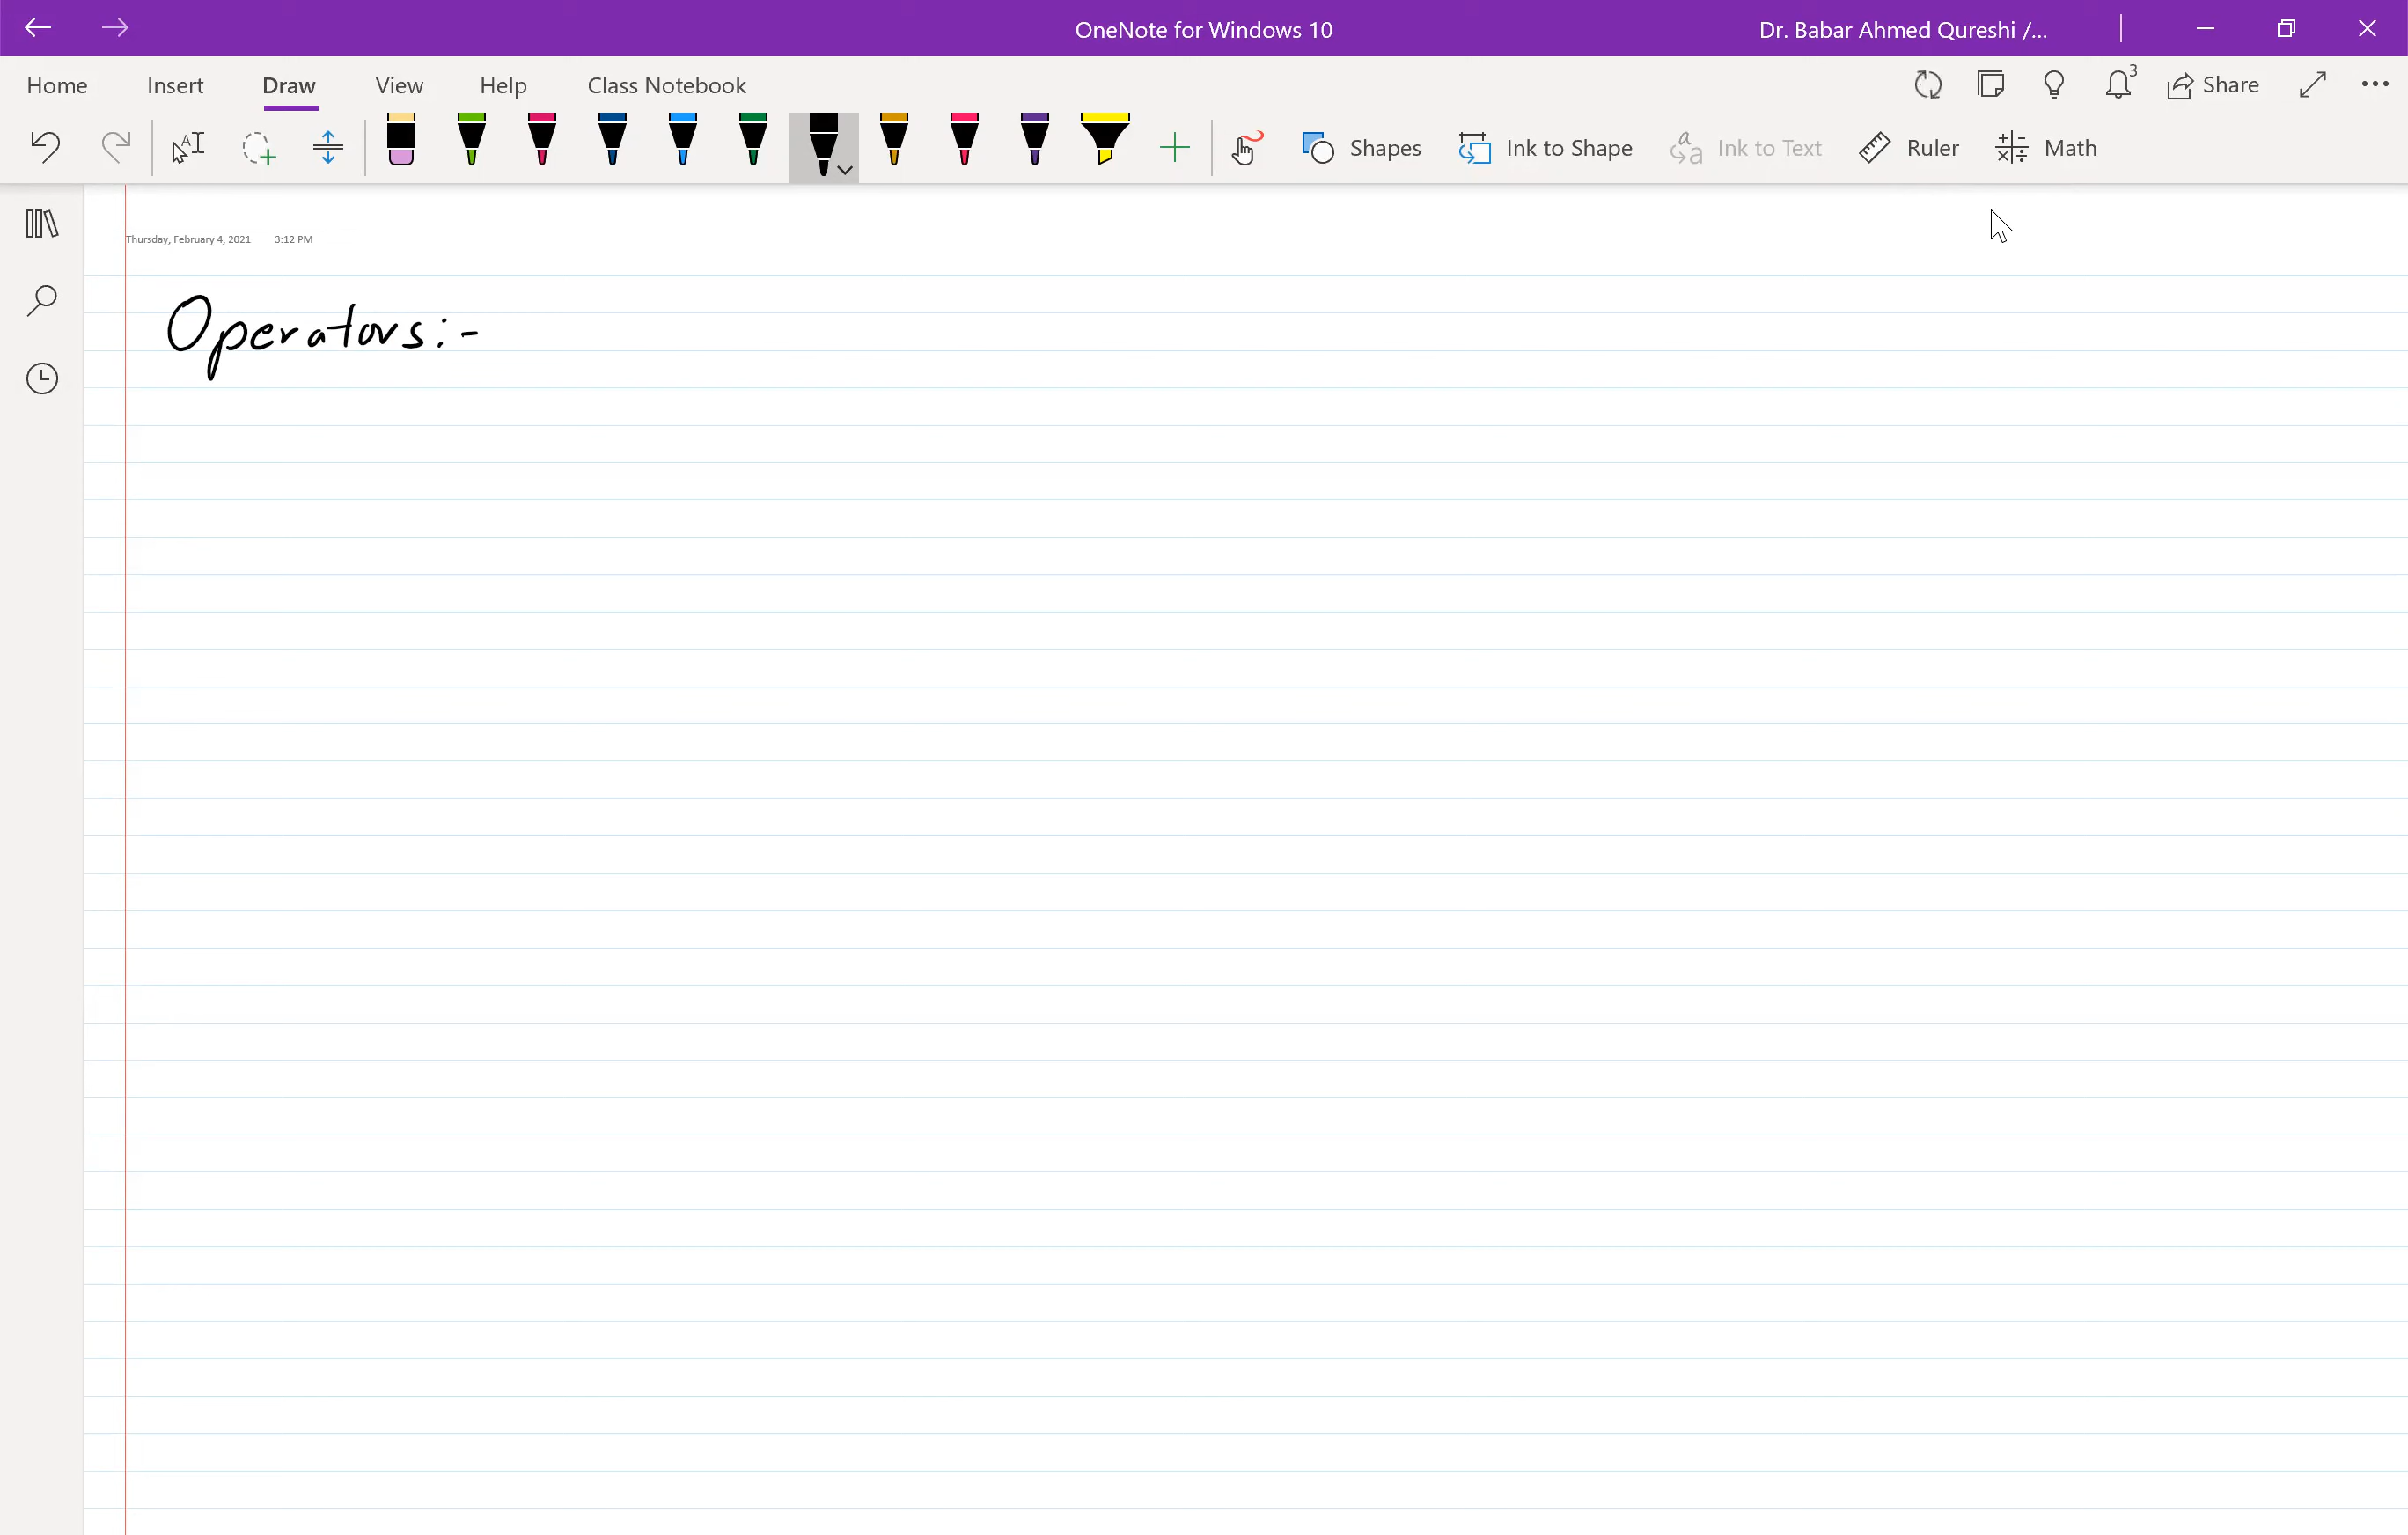 OneNote for Windows 10 Dr. Babar Ahmed Qureshi /...
Home Insert Draw View Help Class Notebook 3 Share
Shapes Ink to Shape Ink to Text Ruler Math
Thursday, February 4, 2021 3:12 PM
Operators:-